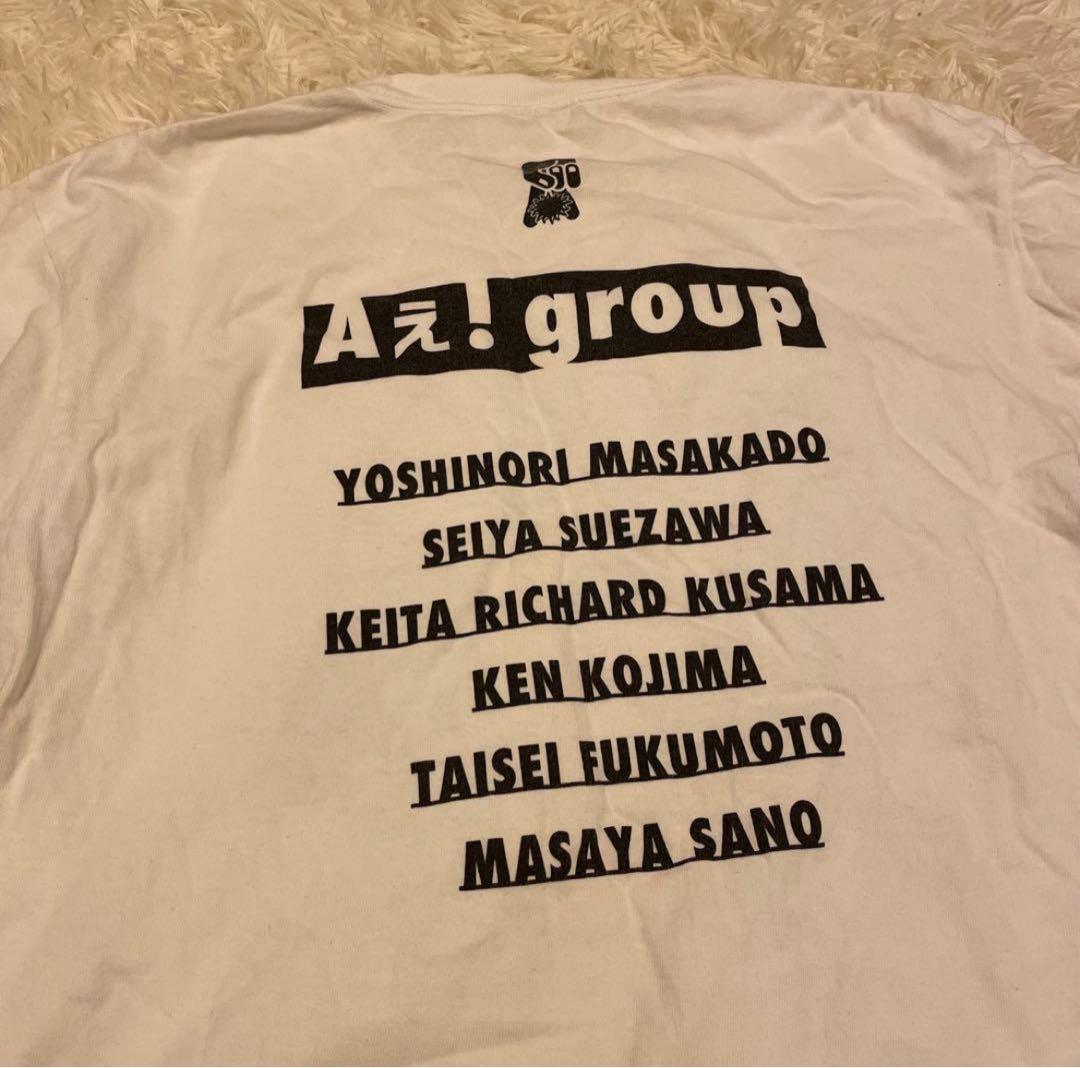 Aえ! group
YOSHINORI MASAKADO
SEIYA SUEZAWA
KEITA RICHARD KUSAMA
KEN KOJIMA
TAISEI FUKUMOTO
MASAYA SANO